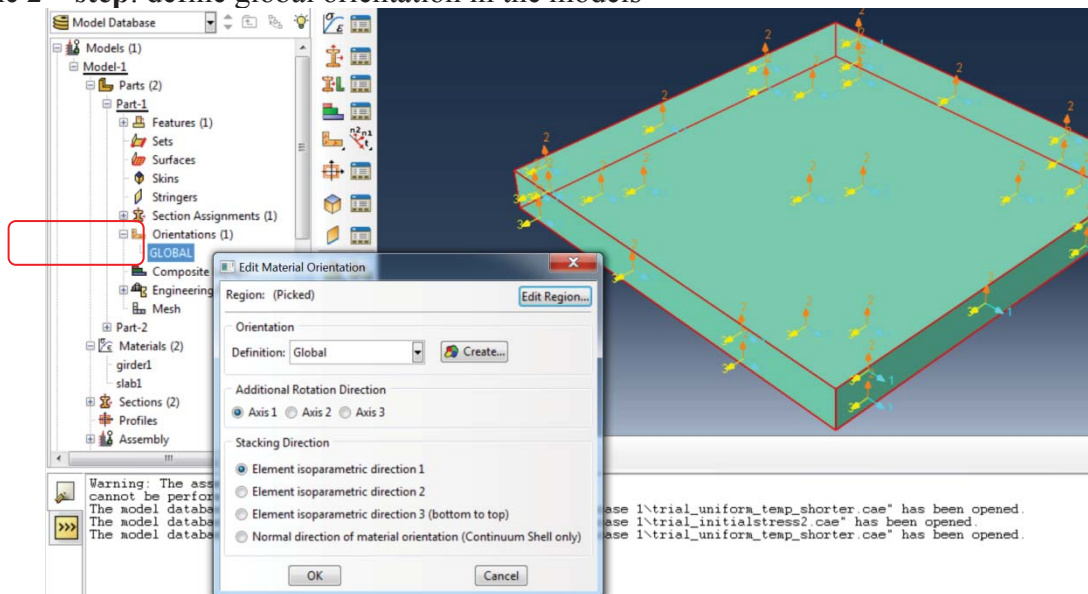 step: define global orientation in the models
Model Database
Models (1)
Model-1
Parts (2)
Part-1
Features (1)
Sets
Surfaces
Skins
Stringers
Section Assignments (1)
Orientations (1)
GLOBAL
Composite
Engineering
Mesh
Part-2
Materials (2)
girder1
slab1
Sections (2)
Profiles
Assembly
Edit Material Orientation
Region: (Picked)
Edit Region...
Orientation
Definition: Global
Create...
Additional Rotation Direction
Axis 1 Axis 2 Axis 3
Stacking Direction
Element isoparametric direction 1
Element isoparametric direction 2
Element isoparametric direction 3 (bottom to top)
Normal direction of material orientation (Continuum Shell only)
OK Cancel
Warning: The ass
cannot be perfor
The model databa ase 1\trial_uniform_temp_shorter.cae" has been opened.
The model databa ase 1\trial_initialstress2.cae" has been opened.
The model databa ase 1\trial_uniform_temp_shorter.cae" has been opened.